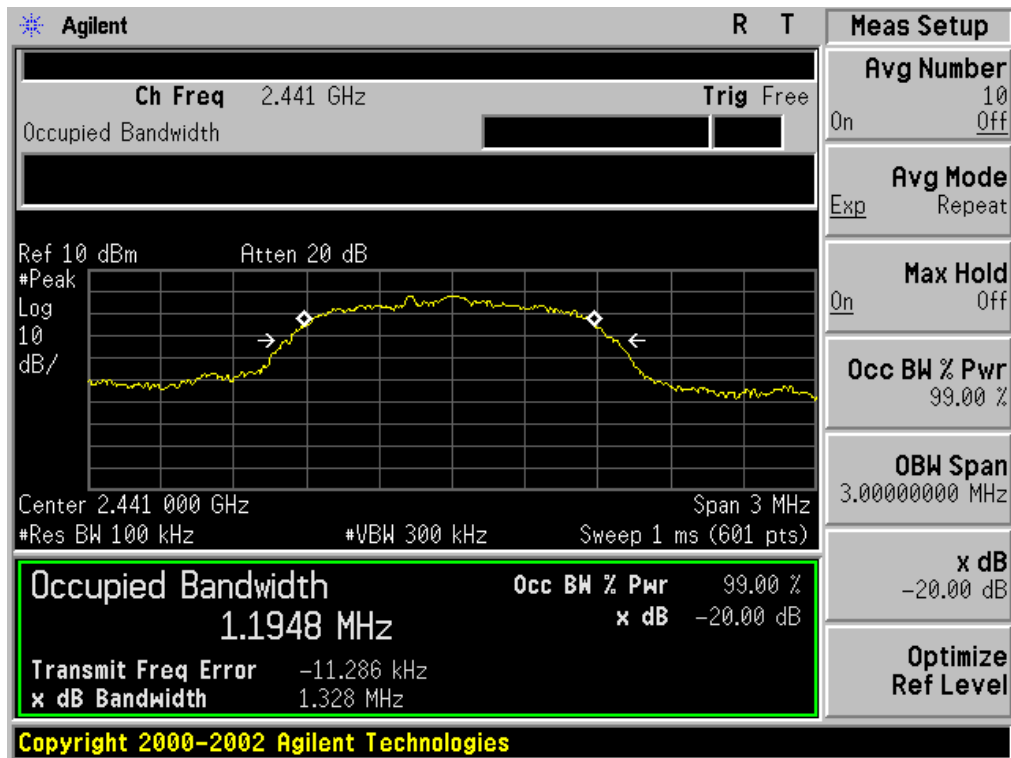 Agilent R T
Ch Freq 2.441 GHz Trig Free
Occupied Bandwidth
Ref 10 dBm Atten 20 dB
#Peak
Log
10
dB/
Center 2.441 000 GHz Span 3 MHz
#Res BW 100 kHz #VBW 300 kHz Sweep 1 ms (601 pts)
Occupied Bandwidth
1.1948 MHz
Occ BW % Pwr 99.00 %
x dB -20.00 dB
Transmit Freq Error -11.286 kHz
x dB Bandwidth 1.328 MHz
Copyright 2000-2002 Agilent Technologies
Meas Setup
Avg Number
10
On Off
Avg Mode
Exp Repeat
Max Hold
On Off
Occ BW % Pwr
99.00 %
OBW Span
3.00000000 MHz
x dB
-20.00 dB
Optimize
Ref Level